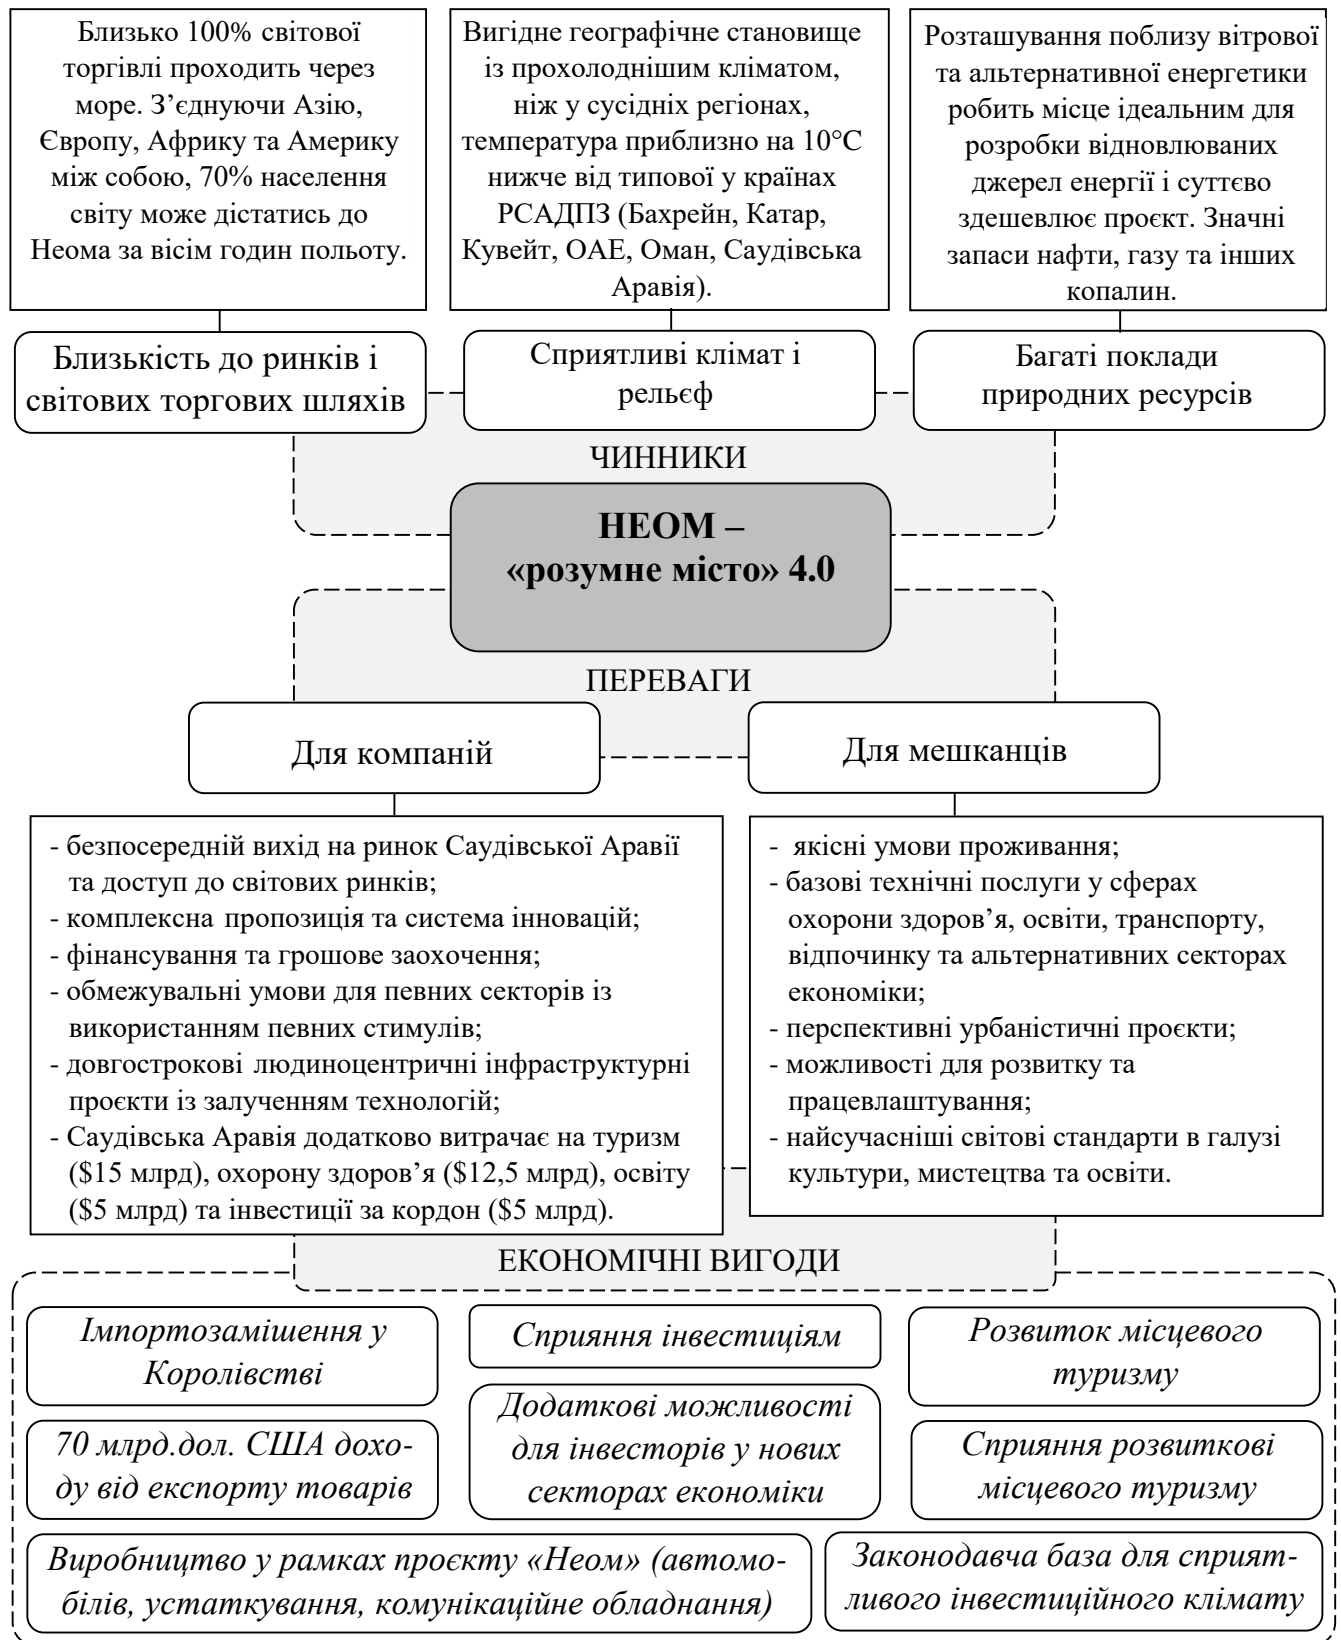 Близько 100% світової
торгівлі проходить через
море. З’єднуючи Азію,
Європу, Африку та Америку
між собою, 70% населення
світу може дістатись до
Неома за вісім годин польоту.
Вигідне географічне становище
із прохолоднішим кліматом,
ніж у сусідніх регіонах,
температура приблизно на 10°C
нижче від типової у країнах
РСАДПЗ (Бахрейн, Катар,
Кувейт, ОАЕ, Оман, Саудівська
Аравія).
Розташування поблизу вітрової
та альтернативної енергетики
робить місце ідеальним для
розробки відновлюваних
джерел енергії і суттєво
здешевлює проєкт. Значні
запаси нафти, газу та інших
копалин.
Близькість до ринків і
світових торгових шляхів
Сприятливі клімат і
рельєф
Багаті поклади
природних ресурсів
ЧИННИКИ
НЕОМ –
«розумне місто» 4.0
ПЕРЕВАГИ
Для компаній
Для мешканців
- безпосередній вихід на ринок Саудівської Аравії
та доступ до світових ринків;
- комплексна пропозиція та система інновацій;
- фінансування та грошове заохочення;
- обмежувальні умови для певних секторів із
використанням певних стимулів;
- довгострокові людиноцентричні інфраструктурні
проєкти із залученням технологій;
- Саудівська Аравія додатково витрачає на туризм
($15 млрд), охорону здоров’я ($12,5 млрд), освіту
($5 млрд) та інвестиції за кордон ($5 млрд).
- якісні умови проживання;
- базові технічні послуги у сферах
охорони здоров’я, освіти, транспорту,
відпочинку та альтернативних секторах
економіки;
- перспективні урбаністичні проєкти;
- можливості для розвитку та
працевлаштування;
- найсучасніші світові стандарти в галузі
культури, мистецтва та освіти.
ЕКОНОМІЧНІ ВИГОДИ
Імпортозамішення у
Королівстві
Сприяння інвестиціям
Розвиток місцевого
туризму
70 млрд.дол. США дохо-
ду від експорту товарів
Додаткові можливості
для інвесторів у нових
секторах економіки
Сприяння розвиткові
місцевого туризму
Виробництво у рамках проєкту «Неом» (автомо-
білів, устаткування, комунікаційне обладнання)
Законодавча база для сприят-
ливого інвестиційного клімату